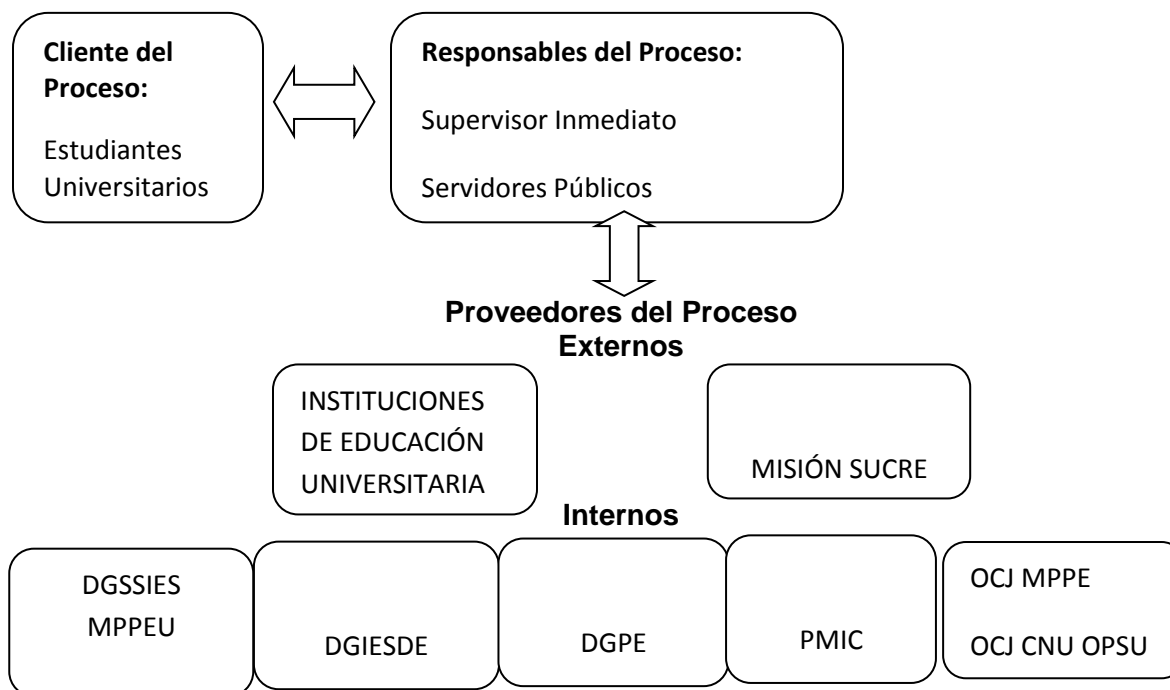 Cliente del
Proceso:
Estudiantes
Universitarios
Responsables del Proceso:
Supervisor Inmediato
Servidores Públicos
Proveedores del Proceso
Externos
INSTITUCIONES
DE EDUCACIÓN
UNIVERSITARIA
MISIÓN SUCRE
Internos
DGSSIES
MPPEU
DGIESDE
DGPE
PMIC
OCJ MPPE
OCJ CNU OPSU